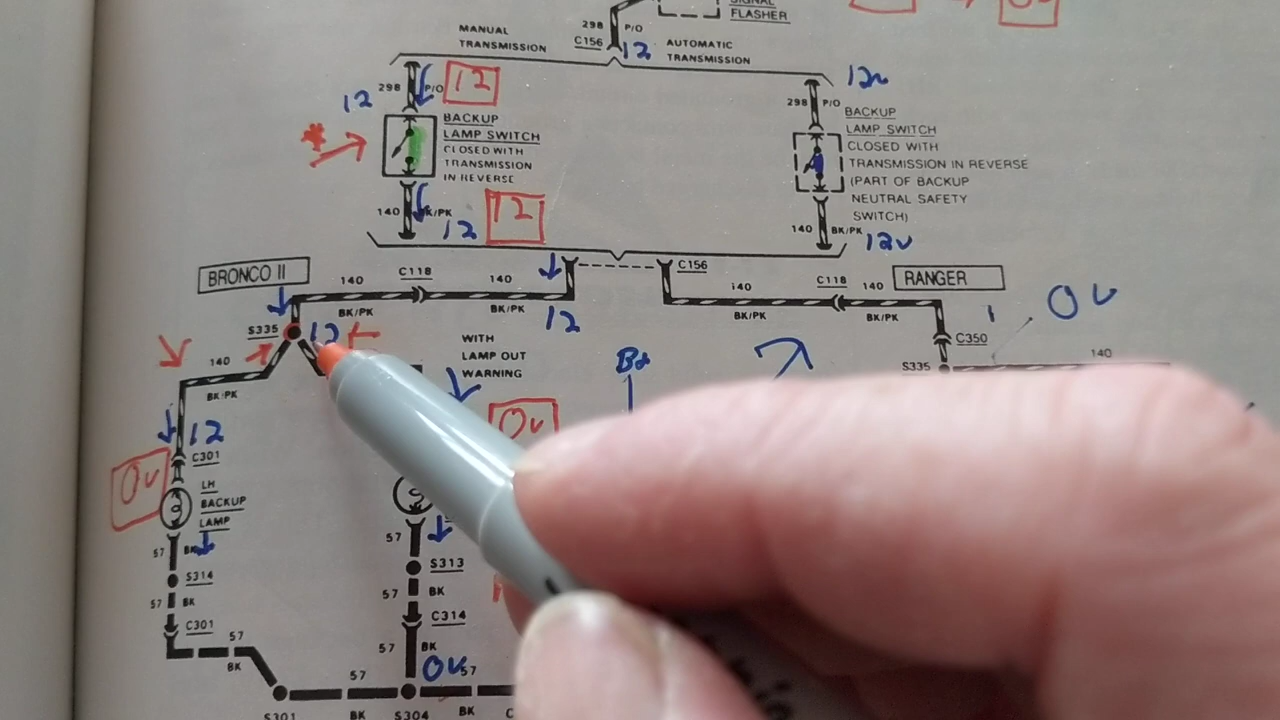 FLASHER
298
P/O
C156
12
MANUAL
TRANSMISSION
AUTOMATIC
TRANSMISSION
12v
298
P/O
12
12
BACKUP
LAMP SWITCH
CLOSED WITH
TRANSMISSION
IN REVERSE
298
P/O
BACKUP
LAMP SWITCH
CLOSED WITH
TRANSMISSION IN REVERSE
(PART OF BACKUP
NEUTRAL SAFETY
SWITCH)
140
BK/PK
12
12
140
BK/PK
12v
BRONCO II
140
C118
140
BK/PK
BK/PK
12
C156
140
BK/PK
C118
140
BK/PK
RANGER
0v
C350
S335
140
S335
12
WITH
LAMP OUT
WARNING
B+
140
BK/PK
12
C301
0v
0v
LH
BACKUP
LAMP
57
BK
S314
57
BK
C301
57
BK
57
S313
BK
C314
57
BK
0v
57
S301
57
BK
S304
BK
C